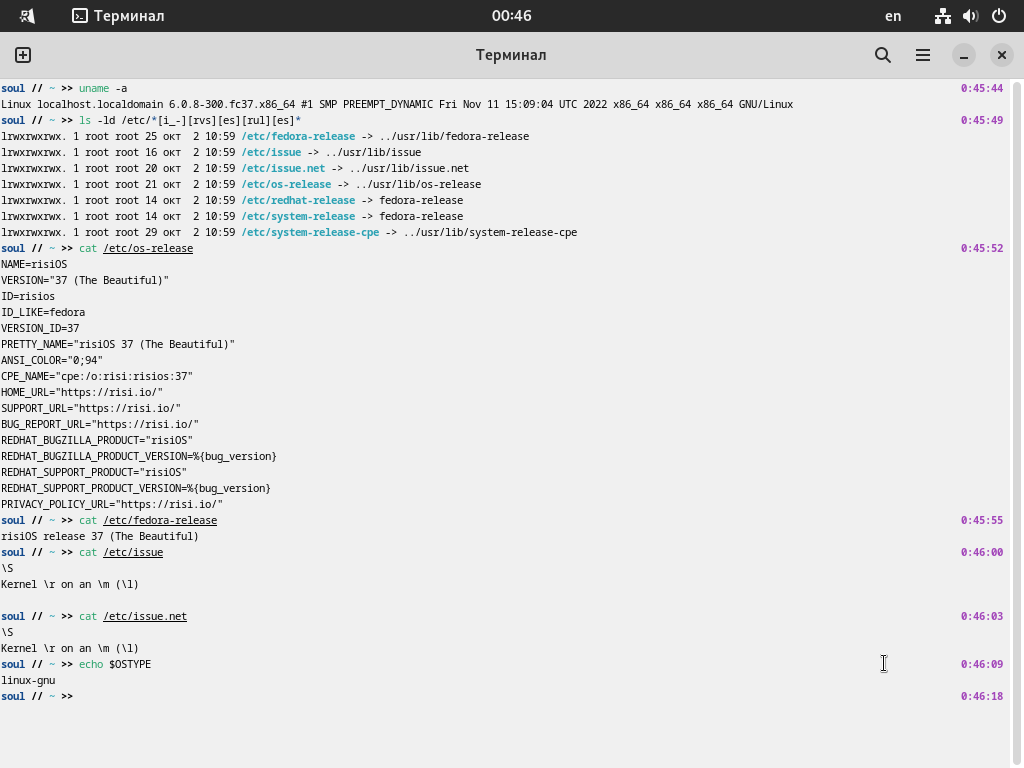 Терминал
00:46
en
Терминал
soul // ~ >> uname -a 0:45:44
Linux localhost.localdomain 6.0.8-300.fc37.x86_64 #1 SMP PREEMPT_DYNAMIC Fri Nov 11 15:09:04 UTC 2022 x86_64 x86_64 x86_64 GNU/Linux
soul // ~ >> ls -ld /etc/*[i_-][rvs][es][rul][es]* 0:45:49
lrwxrwxrwx. 1 root root 25 окт  2 10:59 /etc/fedora-release -> ../usr/lib/fedora-release
lrwxrwxrwx. 1 root root 16 окт  2 10:59 /etc/issue -> ../usr/lib/issue
lrwxrwxrwx. 1 root root 20 окт  2 10:59 /etc/issue.net -> ../usr/lib/issue.net
lrwxrwxrwx. 1 root root 21 окт  2 10:59 /etc/os-release -> ../usr/lib/os-release
lrwxrwxrwx. 1 root root 14 окт  2 10:59 /etc/redhat-release -> fedora-release
lrwxrwxrwx. 1 root root 14 окт  2 10:59 /etc/system-release -> fedora-release
lrwxrwxrwx. 1 root root 29 окт  2 10:59 /etc/system-release-cpe -> ../usr/lib/system-release-cpe
soul // ~ >> cat /etc/os-release 0:45:52
NAME=risiOS
VERSION="37 (The Beautiful)"
ID=risios
ID_LIKE=fedora
VERSION_ID=37
PRETTY_NAME="risiOS 37 (The Beautiful)"
ANSI_COLOR="0;94"
CPE_NAME="cpe:/o:risi:risios:37"
HOME_URL="https://risi.io/"
SUPPORT_URL="https://risi.io/"
BUG_REPORT_URL="https://risi.io/"
REDHAT_BUGZILLA_PRODUCT="risiOS"
REDHAT_BUGZILLA_PRODUCT_VERSION=%{bug_version}
REDHAT_SUPPORT_PRODUCT="risiOS"
REDHAT_SUPPORT_PRODUCT_VERSION=%{bug_version}
PRIVACY_POLICY_URL="https://risi.io/"
soul // ~ >> cat /etc/fedora-release 0:45:55
risiOS release 37 (The Beautiful)
soul // ~ >> cat /etc/issue 0:46:00
\S
Kernel \r on an \m (\l)
soul // ~ >> cat /etc/issue.net 0:46:03
\S
Kernel \r on an \m (\l)
soul // ~ >> echo $OSTYPE 0:46:09
linux-gnu
soul // ~ >> 0:46:18